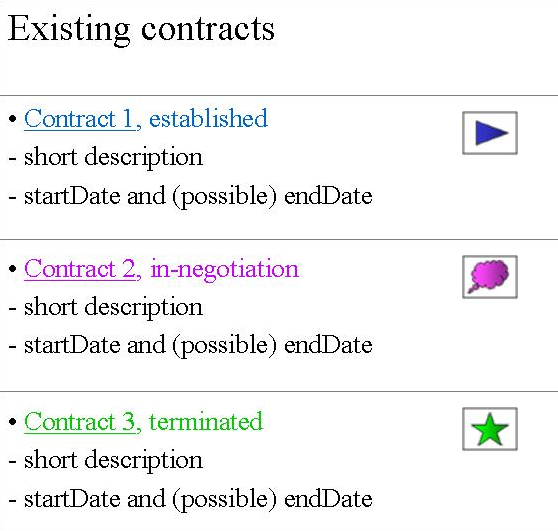 Existing contracts
• Contract 1, established
- short description
- startDate and (possible) endDate
• Contract 2, in-negotiation
- short description
- startDate and (possible) endDate
• Contract 3, terminated
- short description
- startDate and (possible) endDate